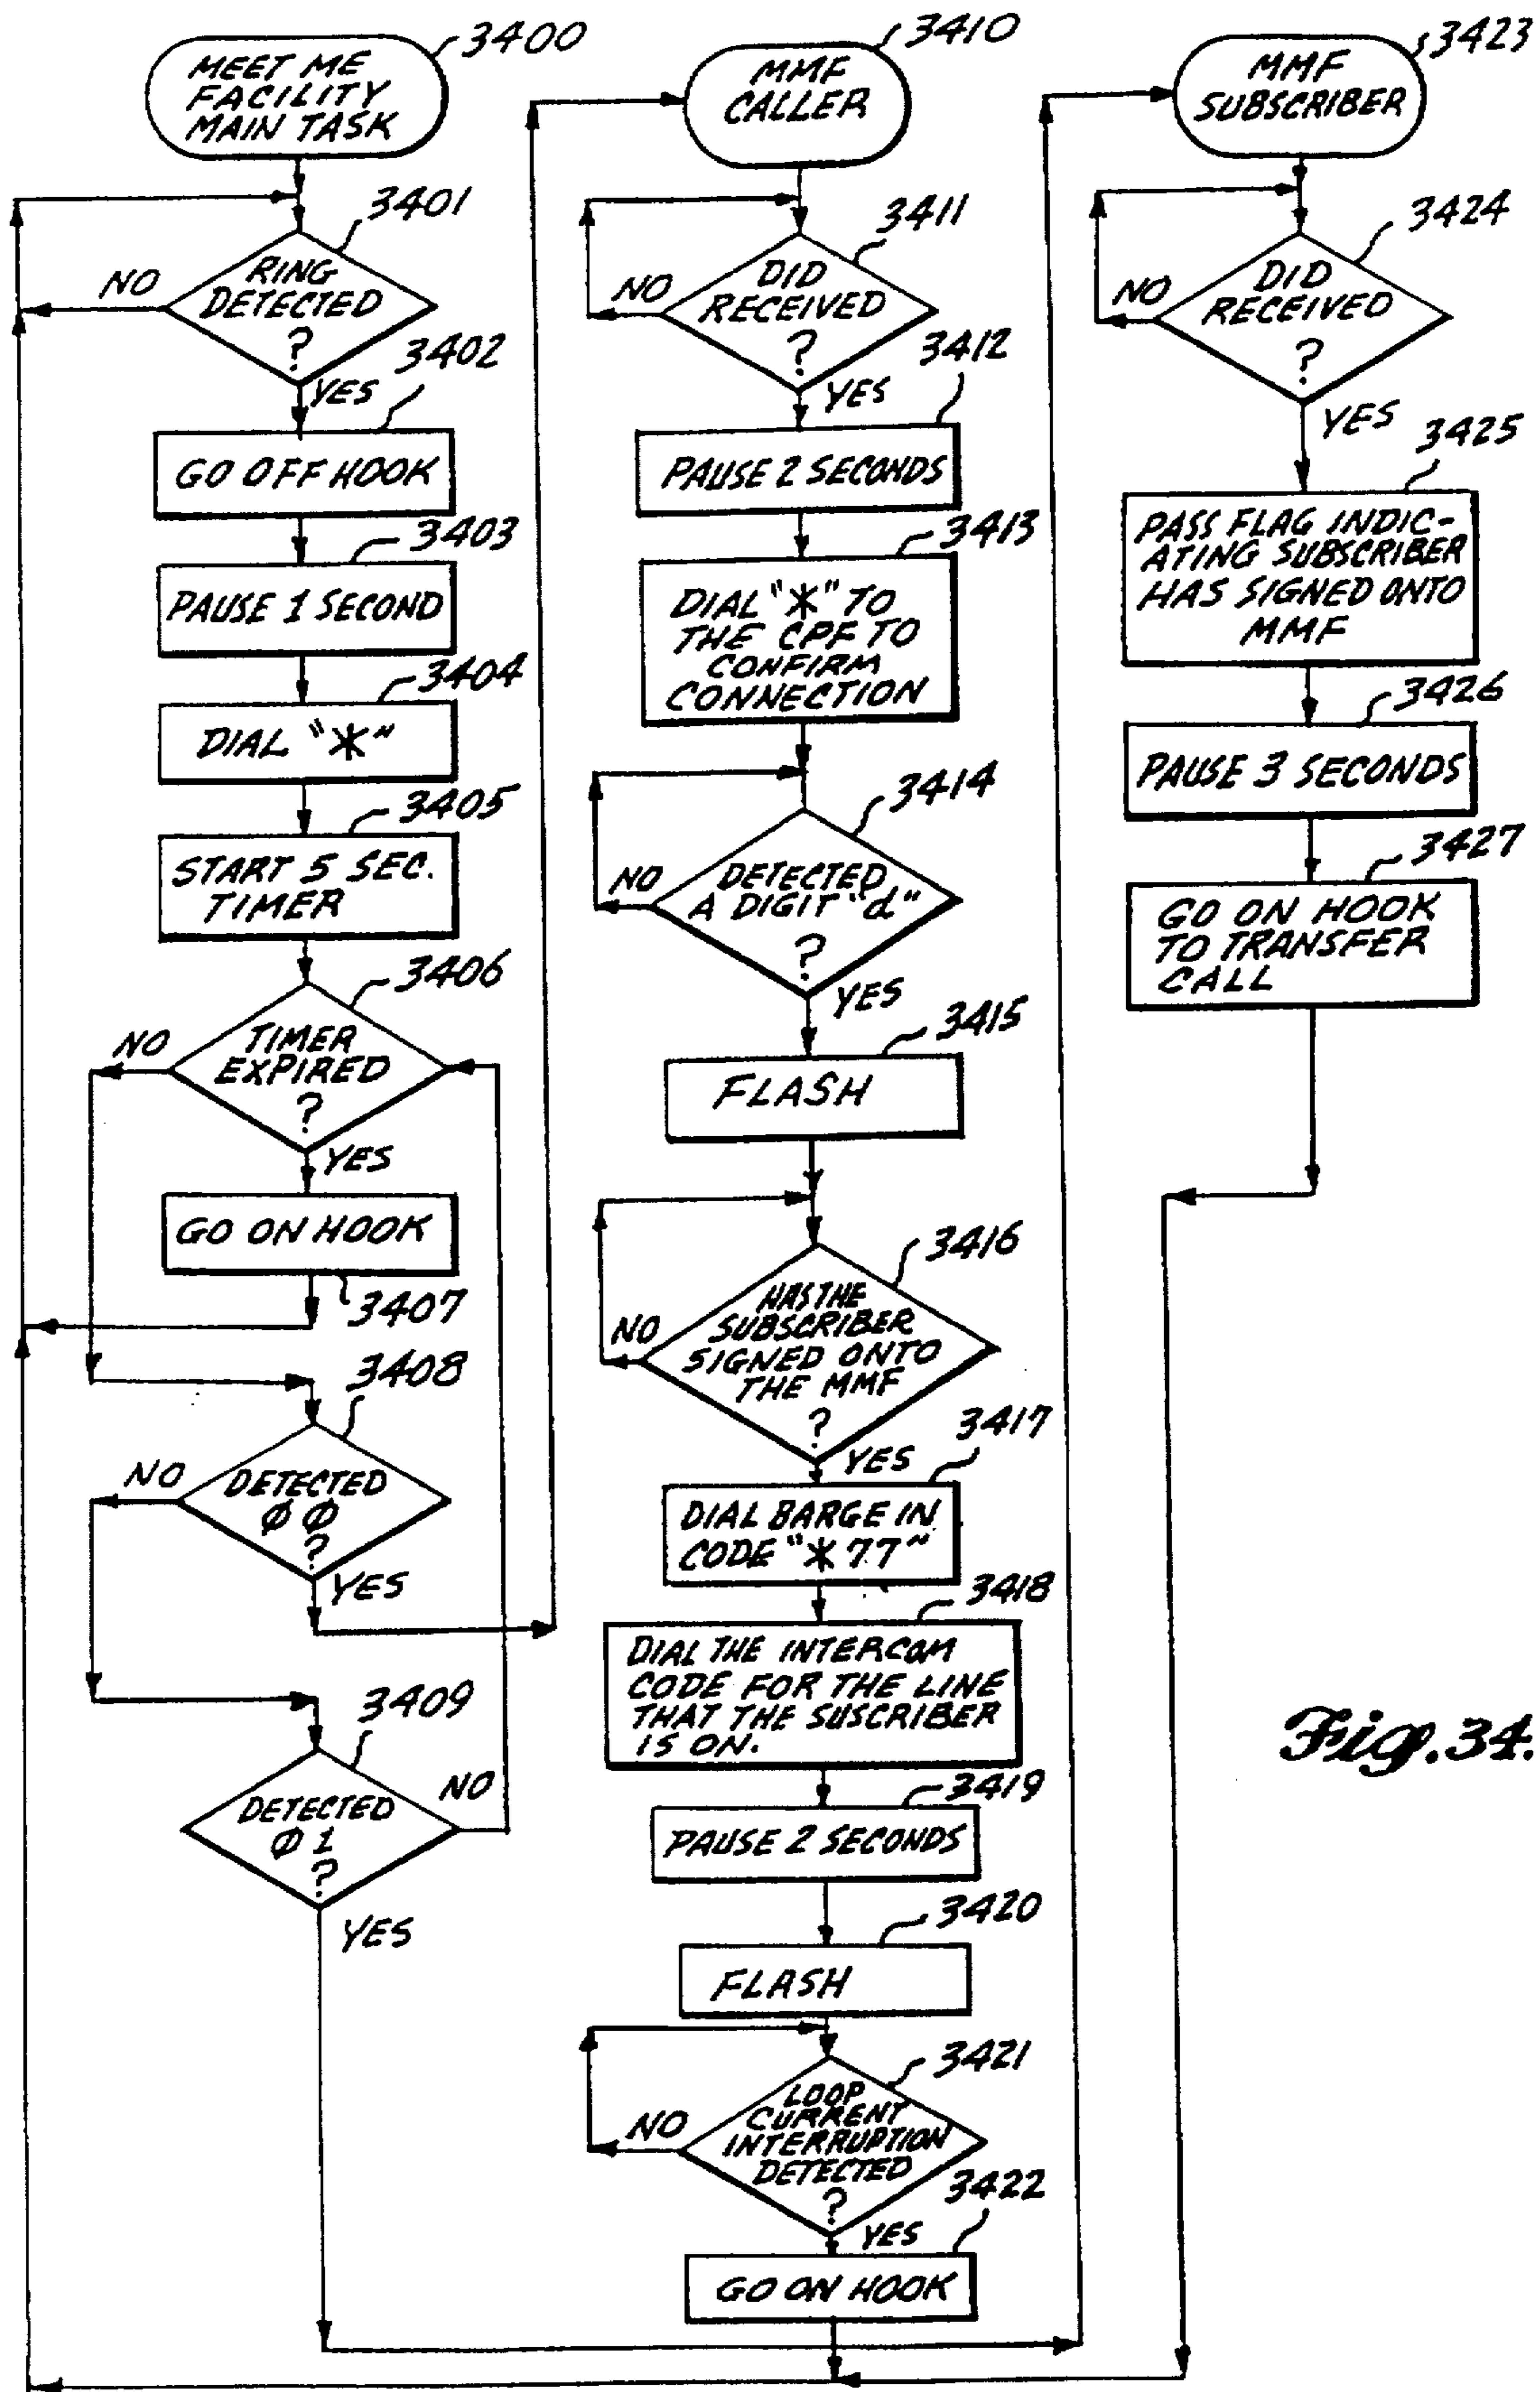 3400
MEET ME
FACILITY
MAIN TASK
3401
RING
DETECTED
?
NO
YES
3402
GO OFF HOOK
3403
PAUSE 1 SECOND
3404
DIAL "*"
3405
START 5 SEC.
TIMER
3406
TIMER
EXPIRED
?
NO
YES
GO ON HOOK
3407
3408
DETECTED
ØØ
?
NO
YES
3409
DETECTED
Ø1
?
NO
YES
3410
MMF
CALLER
3411
DID
RECEIVED
?
NO
YES
3412
PAUSE 2 SECONDS
3413
DIAL "*" TO
THE CPF TO
CONFIRM
CONNECTION
3414
DETECTED
A DIGIT "d"
?
NO
YES
3415
FLASH
3416
HAS THE
SUBSCRIBER
SIGNED ONTO
THE MMF
?
NO
YES
3417
DIAL BARGE IN
CODE "*77"
3418
DIAL THE INTERCOM
CODE FOR THE LINE
THAT THE SUSCRIBER
IS ON.
3419
PAUSE 2 SECONDS
3420
FLASH
3421
LOOP
CURRENT
INTERRUPTION
DETECTED
?
NO
YES
3422
GO ON HOOK
3423
MMF
SUBSCRIBER
3424
DID
RECEIVED
?
NO
YES
3425
PASS FLAG INDIC-
ATING SUBSCRIBER
HAS SIGNED ONTO
MMF
3426
PAUSE 3 SECONDS
3427
GO ON HOOK
TO TRANSFER
CALL
Fig. 34.